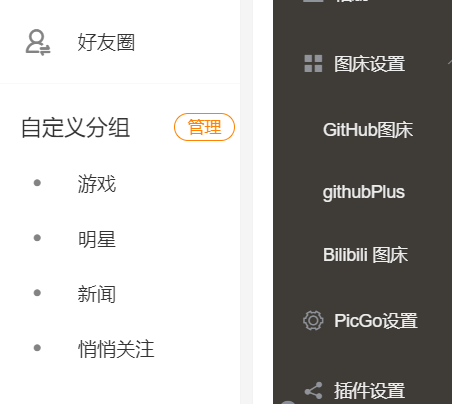 好友圈
自定义分组
管理
游戏
明星
新闻
悄悄关注
图床设置
GitHub图床
githubPlus
Bilibili 图床
PicGo设置
插件设置